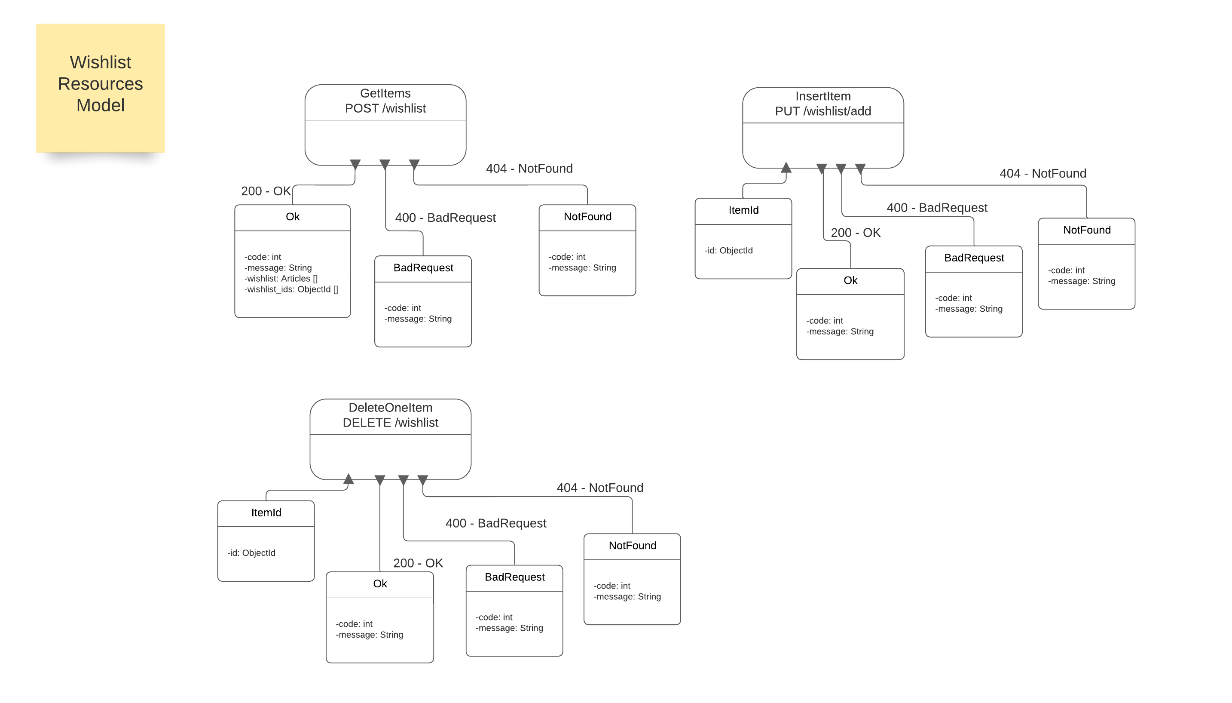 Wishlist
Resources
Model
GetItems
POST /wishlist
200 - OK
400 - BadRequest
404 - NotFound
Ok
-code: int
-message: String
-wishlist: Articles []
-wishlist_ids: ObjectId []
BadRequest
-code: int
-message: String
NotFound
-code: int
-message: String
InsertItem
PUT /wishlist/add
404 - NotFound
400 - BadRequest
200 - OK
ItemId
-id: ObjectId
Ok
-code: int
-message: String
BadRequest
-code: int
-message: String
NotFound
-code: int
-message: String
DeleteOneItem
DELETE /wishlist
404 - NotFound
400 - BadRequest
200 - OK
ItemId
-id: ObjectId
Ok
-code: int
-message: String
BadRequest
-code: int
-message: String
NotFound
-code: int
-message: String